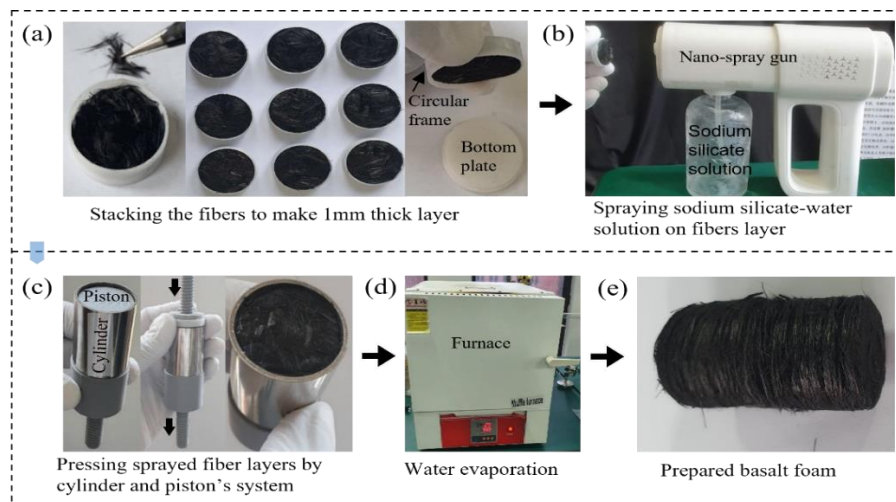 (a)
Circular
frame
Bottom
plate
Stacking the fibers to make 1mm thick layer
(b)
Nano-spray gun
Sodium
silicate
solution
Spraying sodium silicate-water
solution on fibers layer
(c)
Piston
Cylinder
Pressing sprayed fiber layers by
cylinder and piston's system
(d)
Furnace
Muffle furnace
Water evaporation
(e)
Prepared basalt foam